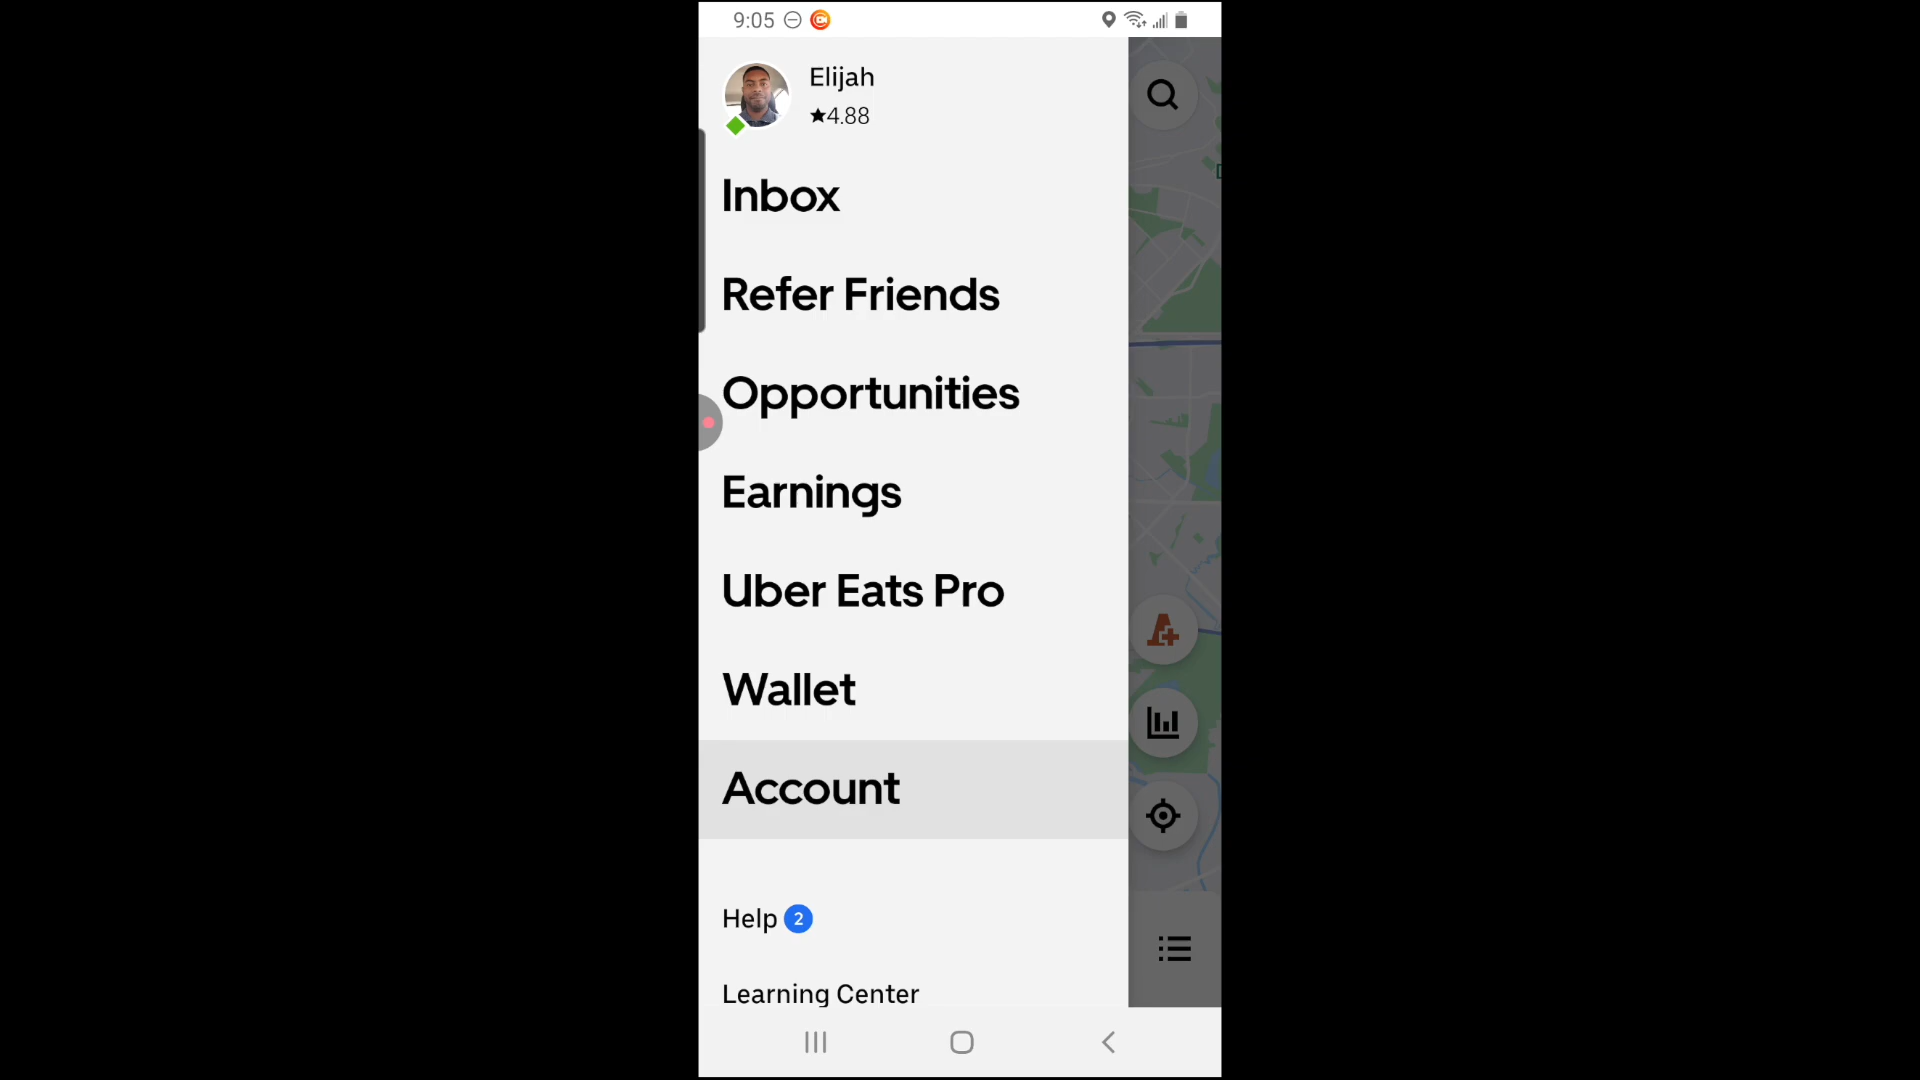 9:05
Elijah
★4.88
Inbox
Refer Friends
Opportunities
Earnings
Uber Eats Pro
Wallet
Account
Help 2
Learning Center